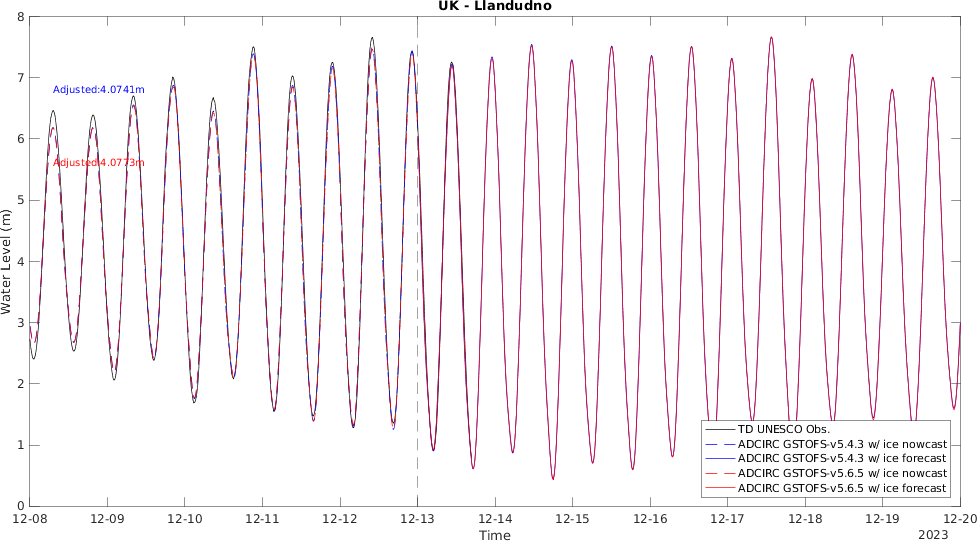 UK - Llandudno
8
7
6
5
4
3
2
1
0
Water Level (m)
Adjusted:4.0741m
Adjusted:4.0773m
TD UNESCO Obs.
ADCIRC GSTOFS-v5.4.3 w/ ice nowcast
ADCIRC GSTOFS-v5.4.3 w/ ice forecast
ADCIRC GSTOFS-v5.6.5 w/ ice nowcast
ADCIRC GSTOFS-v5.6.5 w/ ice forecast
12-08 12-09 12-10 12-11 12-12 12-13 12-14 12-15 12-16 12-17 12-18 12-19 12-20
Time
2023